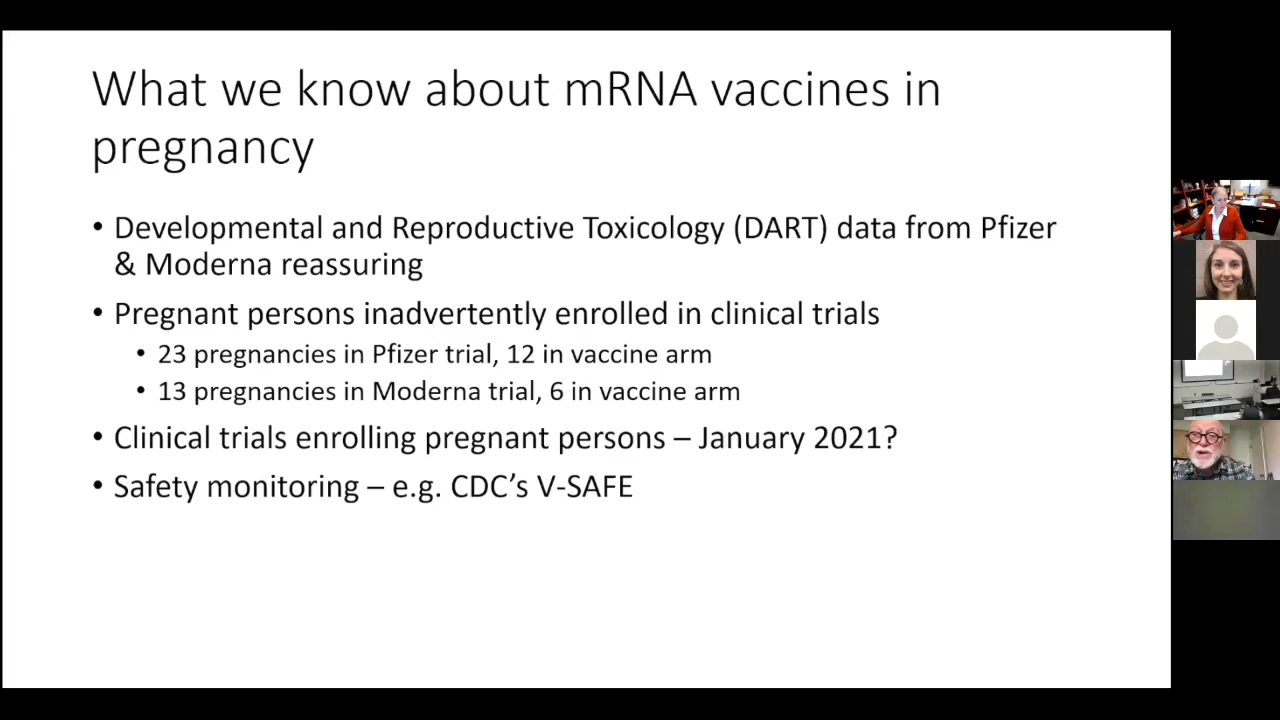 What we know about mRNA vaccines in
pregnancy
• Developmental and Reproductive Toxicology (DART) data from Pfizer
& Moderna reassuring
• Pregnant persons inadvertently enrolled in clinical trials
• 23 pregnancies in Pfizer trial, 12 in vaccine arm
• 13 pregnancies in Moderna trial, 6 in vaccine arm
• Clinical trials enrolling pregnant persons – January 2021?
• Safety monitoring – e.g. CDC’s V-SAFE